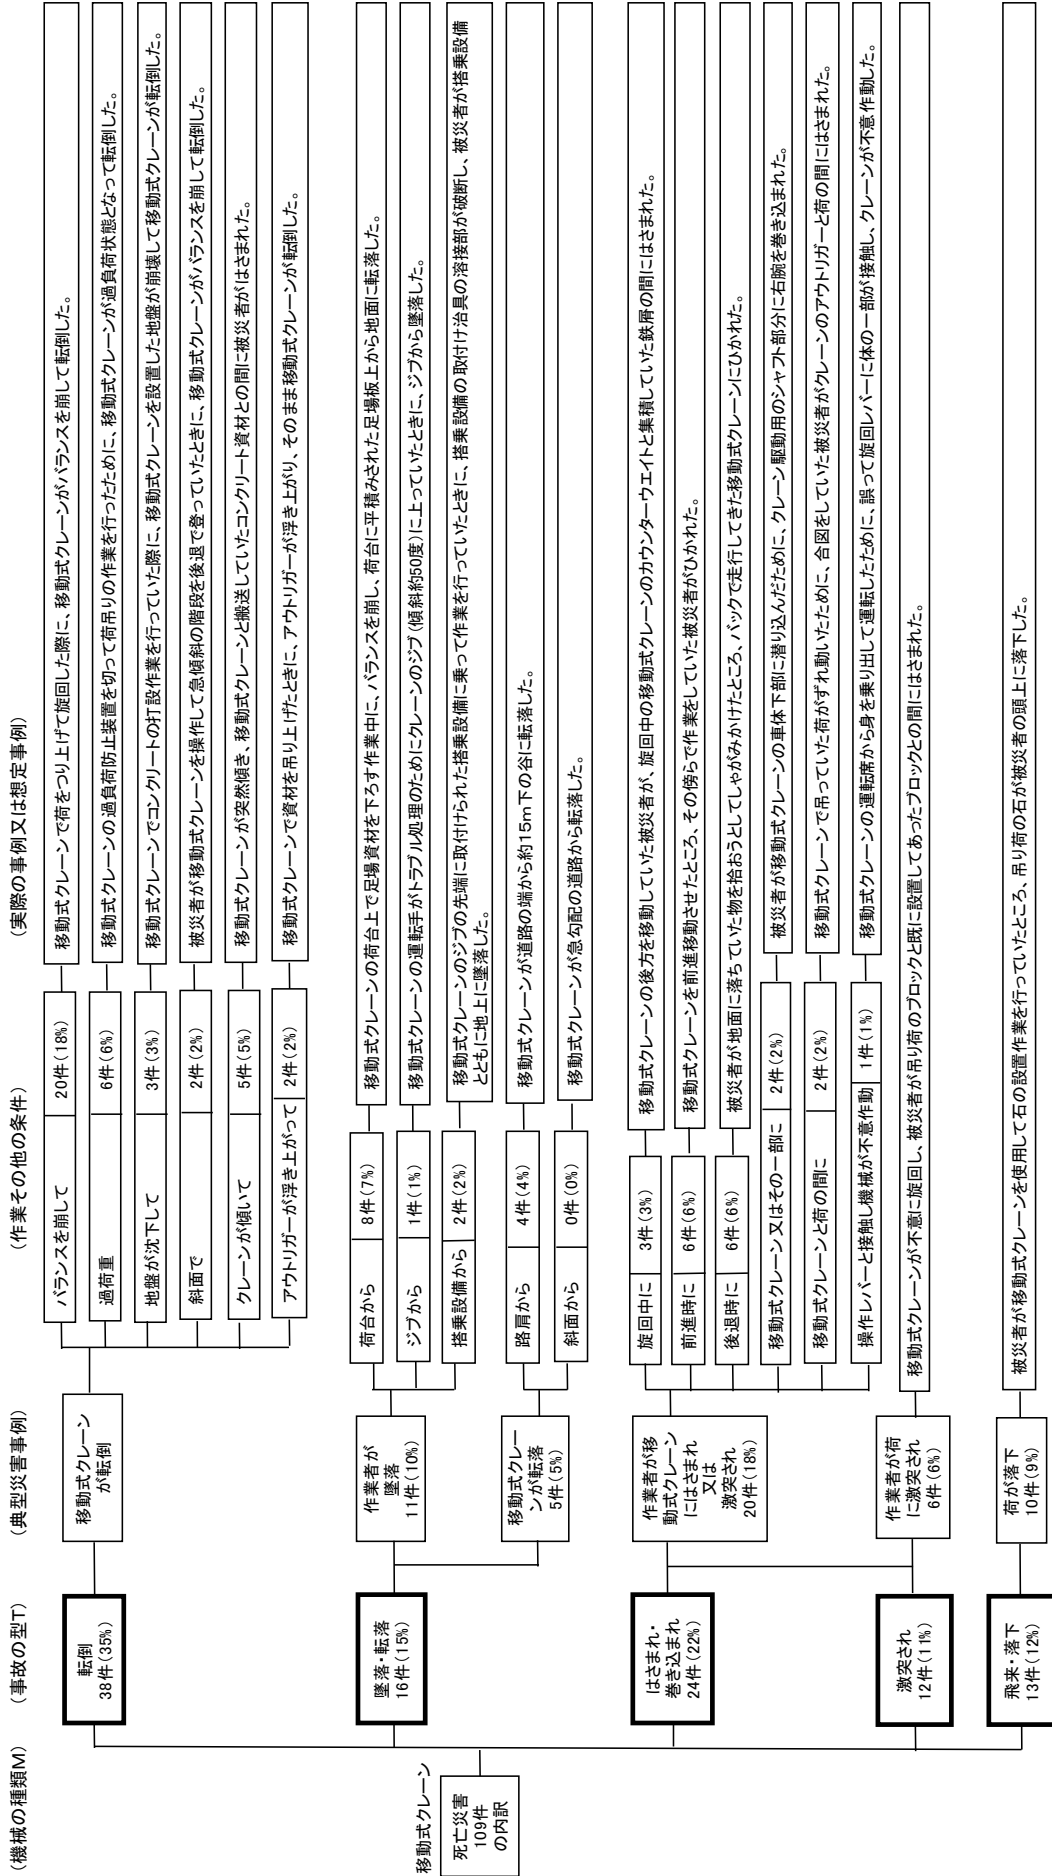 (機械の種類M)
(事故の型T)
(典型災害事例)
(作業その他の条件)
(実際の事例又は想定事例)
移動式クレーン
死亡災害
109件
の内訳
転倒
38件(35%)
移動式クレーン
が転倒
バランスを崩して
20件(18%)
移動式クレーンで荷をつり上げて旋回した際に、移動式クレーンがバランスを崩して転倒した。
過荷重
6件(6%)
移動式クレーンの過負荷防止装置を切って荷吊りの作業を行ったために、移動式クレーンが過負荷状態となって転倒した。
地盤が沈下して
3件(3%)
移動式クレーンでコンクリートの打設作業を行っていた際に、移動式クレーンを設置した地盤が崩壊して移動式クレーンが転倒した。
斜面で
2件(2%)
被災者が移動式クレーンを操作して急傾斜の階段を後退で登っていたときに、移動式クレーンがバランスを崩して転倒した。
クレーンが傾いて
5件(5%)
移動式クレーンが突然傾き、移動式クレーンと搬送していたコンクリート資材との間に被災者がはさまれた。
アウトリガーが浮き上がって
2件(2%)
移動式クレーンで資材を吊り上げたときに、アウトリガーが浮き上がり、そのまま移動式クレーンが転倒した。
墜落・転落
16件(15%)
作業者が
墜落
11件(10%)
荷台から
8件(7%)
移動式クレーンの荷台上で足場資材を下ろす作業中に、バランスを崩し、荷台に平積みされた足場板上から地面に転落した。
ジブから
1件(1%)
移動式クレーンの運転手がトラブル処理のためにクレーンのジブ(傾斜約50度)に上っていたときに、ジブから墜落した。
搭乗設備から
2件(2%)
移動式クレーンのジブの先端に取付けられた搭乗設備に乗って作業を行っていたときに、搭乗設備の取付け治具の溶接部が破断し、被災者が搭乗設備
とともに地上に墜落した。
移動式クレー
ンが転落
5件(5%)
路肩から
4件(4%)
移動式クレーンが道路の端から約15m下の谷に転落した。
斜面から
0件(0%)
移動式クレーンが急勾配の道路から転落した。
はさまれ・
巻き込まれ
24件(22%)
作業者が移
動式クレーン
にはさまれ
又は
激突され
20件(18%)
旋回中に
3件(3%)
移動式クレーンの後方を移動していた被災者が、旋回中の移動式クレーンのカウンターウエイトと集積していた鉄屑の間にはさまれた。
前進時に
6件(6%)
移動式クレーンを前進移動させたところ、その傍らで作業をしていた被災者がひかれた。
後退時に
6件(6%)
被災者が地面に落ちていた物を拾おうとしてしゃがみかけたところ、バックで走行してきた移動式クレーンにひかれた。
移動式クレーン又はその一部に
2件(2%)
被災者が移動式クレーンの車体下部に潜り込んだために、クレーン駆動用のシャフト部分に右腕を巻き込まれた。
移動式クレーンと荷の間に
2件(2%)
移動式クレーンで吊っていた荷がずれ動いたために、合図をしていた被災者がクレーンのアウトリガーと荷の間にはさまれた。
操作レバーと接触し機械が不意作動
1件(1%)
移動式クレーンの運転席から身を乗り出して運転したために、誤って旋回レバーに体の一部が接触し、クレーンが不意作動した。
激突され
12件(11%)
作業者が荷
に激突され
6件(6%)
移動式クレーンが不意に旋回し、被災者が吊り荷のブロックと既に設置してあったブロックとの間にはさまれた。
飛来・落下
13件(12%)
荷が落下
10件(9%)
被災者が移動式クレーンを使用して石の設置作業を行っていたところ、吊り荷の石が被災者の頭上に落下した。